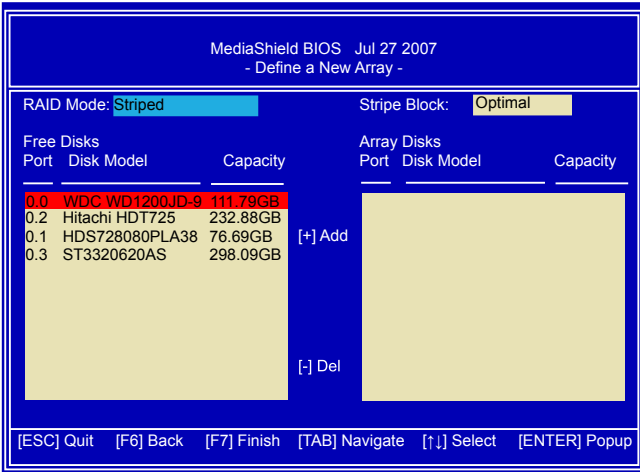 MediaShield BIOS Jul 27 2007
- Define a New Array -
RAID Mode: Striped Stripe Block: Optimal
Free Disks Array Disks
Port Disk Model Capacity Port Disk Model Capacity
0.0 WDC WD1200JD-9 111.79GB
0.2 Hitachi HDT725 232.88GB
0.1 HDS728080PLA38 76.69GB
0.3 ST3320620AS 298.09GB
[+] Add
[-] Del
[ESC] Quit [F6] Back [F7] Finish [TAB] Navigate [↑↓] Select [ENTER] Popup